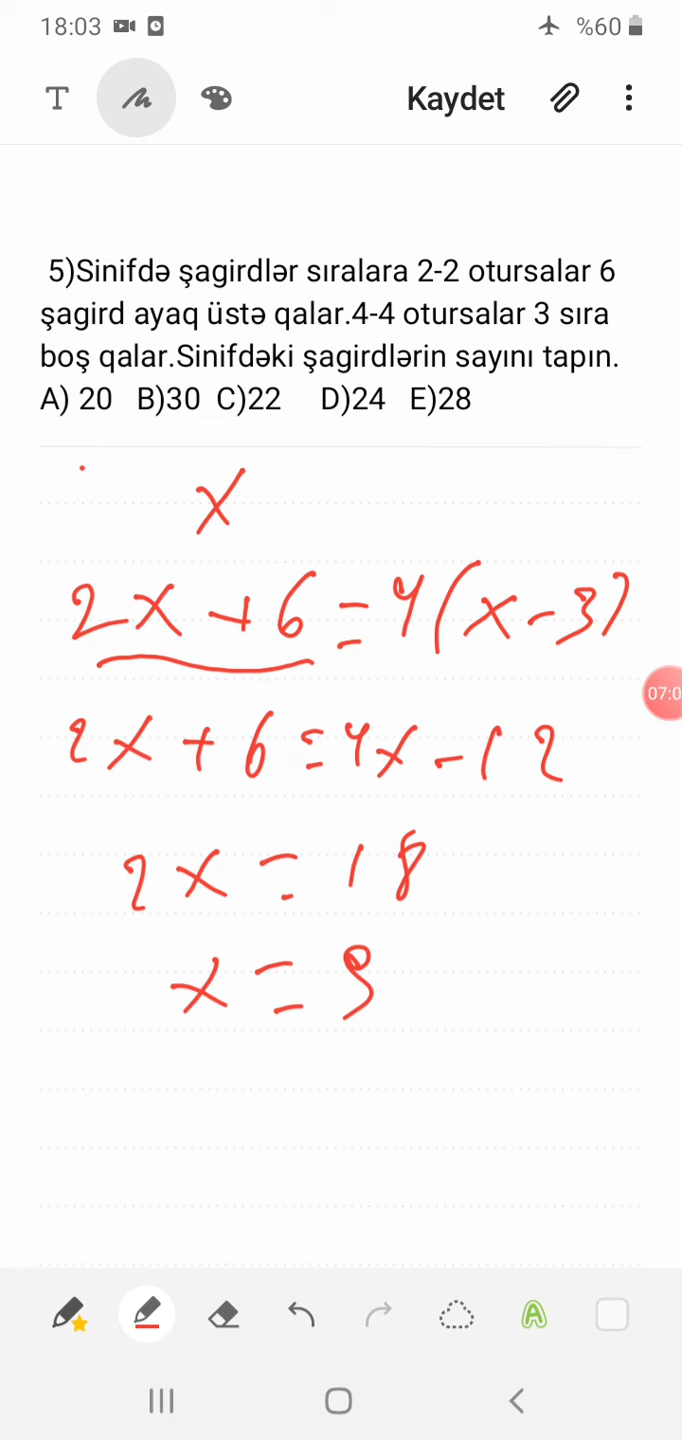 18:03 %60
T Kaydet
5)Sinifdə şagirdlər sıralara 2-2 otursalar 6
şagird ayaq üstə qalar.4-4 otursalar 3 sıra
boş qalar.Sinifdəki şagirdlərin sayını tapın.
A) 20 B)30 C)22 D)24 E)28
x
2x+6=4(x-3)
07:0
2x+6=4x-12
2x=18
x=9
A